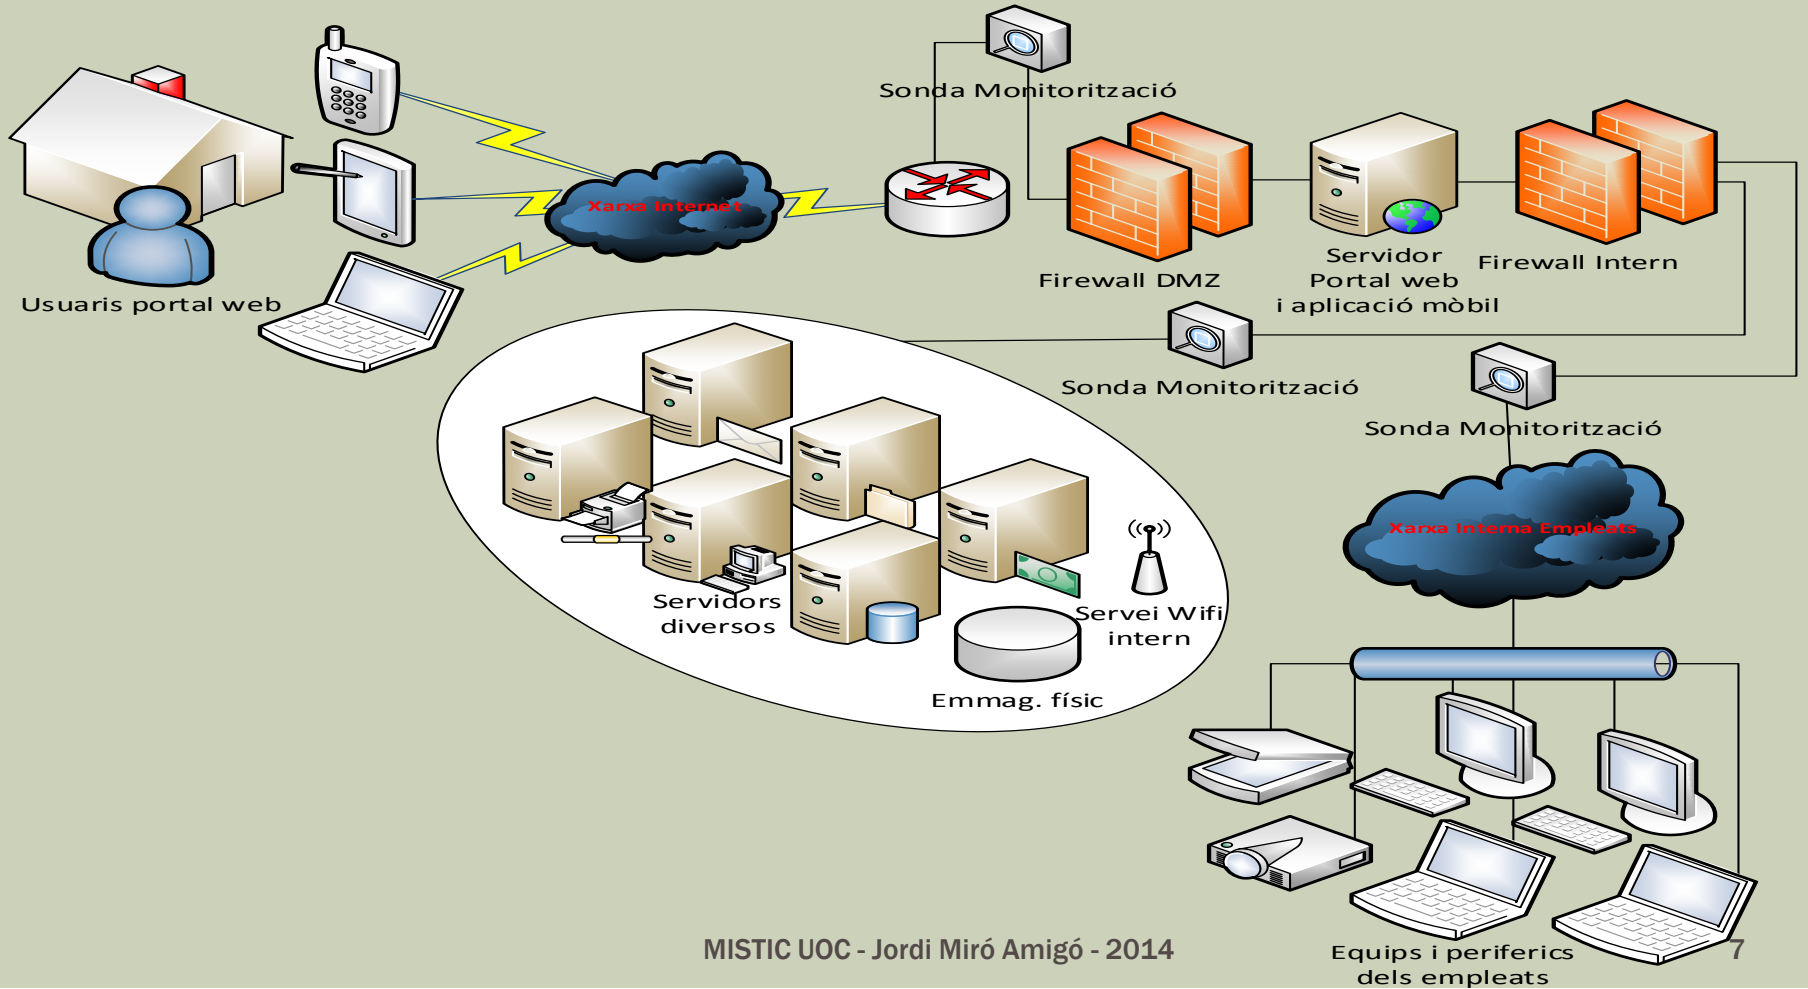 Sonda Monitorització
Xarxa Internet
Usuaris portal web
Firewall DMZ
Servidor
Portal web
i aplicació mòbil
Firewall Intern
Sonda Monitorització
Sonda Monitorització
Xarxa Interna Empleats
Servidors
diversos
Servei Wifi
intern
Emmag. físic
Equips i periferics
dels empleats
MISTIC UOC - Jordi Miró Amigó - 2014
7